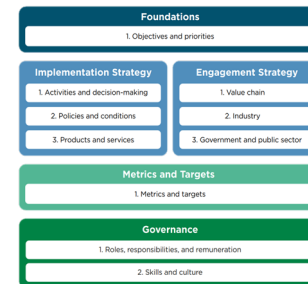 Foundations
1. Objectives and priorities
Implementation Strategy
1. Activities and decision-making
2. Policies and conditions
3. Products and services
Engagement Strategy
1. Value chain
2. Industry
3. Government and public sector
Metrics and Targets
1. Metrics and targets
Governance
1. Roles, responsibilities, and remuneration
2. Skills and culture